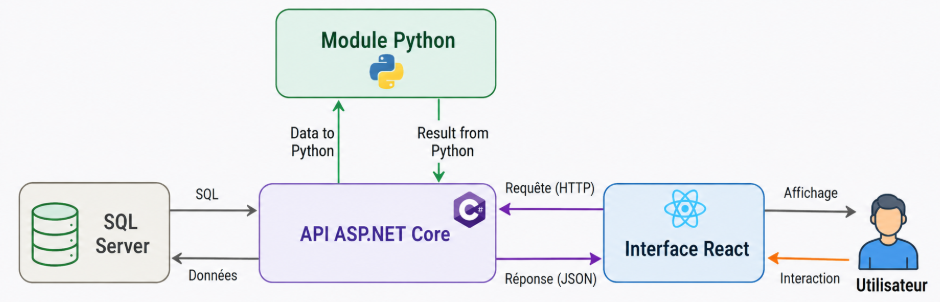 Module Python
Data to
Python
Result from
Python
SQL
Server
SQL
Données
API ASP.NET Core
C#
Requête (HTTP)
Réponse (JSON)
Interface React
Affichage
Interaction
Utilisateur